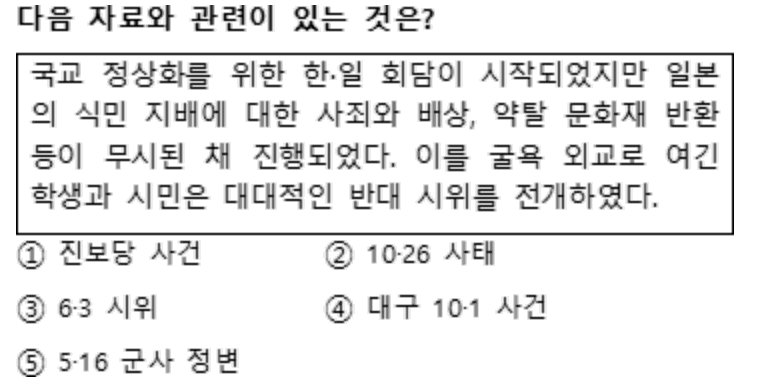 다음 자료와 관련이 있는 것은?
국교 정상화를 위한 한·일 회담이 시작되었지만 일본
의 식민 지배에 대한 사죄와 배상, 약탈 문화재 반환
등이 무시된 채 진행되었다. 이를 굴욕 외교로 여긴
학생과 시민은 대대적인 반대 시위를 전개하였다.
① 진보당 사건 ② 10·26 사태
③ 6·3 시위 ④ 대구 10·1 사건
⑤ 5·16 군사 정변